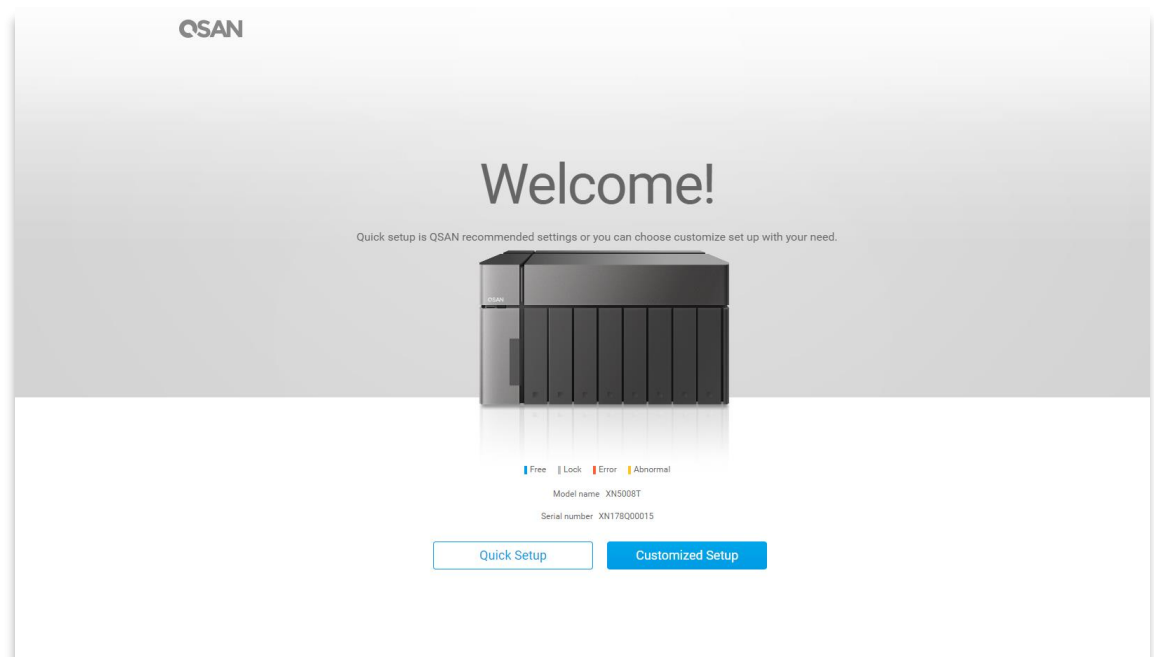 QSAN
Welcome!
Quick setup is QSAN recommended settings or you can choose customize set up with your need.
QSAN
Free Lock Error Abnormal
Model name XN5008T
Serial number XN178Q00015
Quick Setup Customized Setup